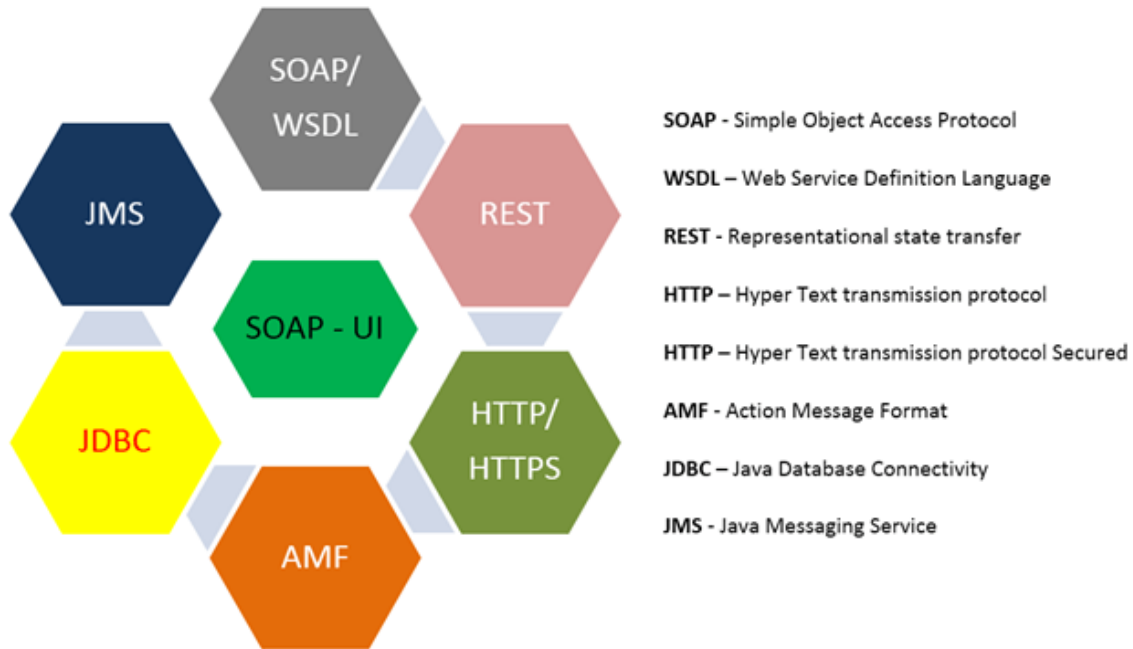 SOAP/
WSDL
JMS
REST
SOAP - UI
JDBC
HTTP/
HTTPS
AMF
SOAP - Simple Object Access Protocol
WSDL – Web Service Definition Language
REST - Representational state transfer
HTTP – Hyper Text transmission protocol
HTTP – Hyper Text transmission protocol Secured
AMF - Action Message Format
JDBC – Java Database Connectivity
JMS - Java Messaging Service